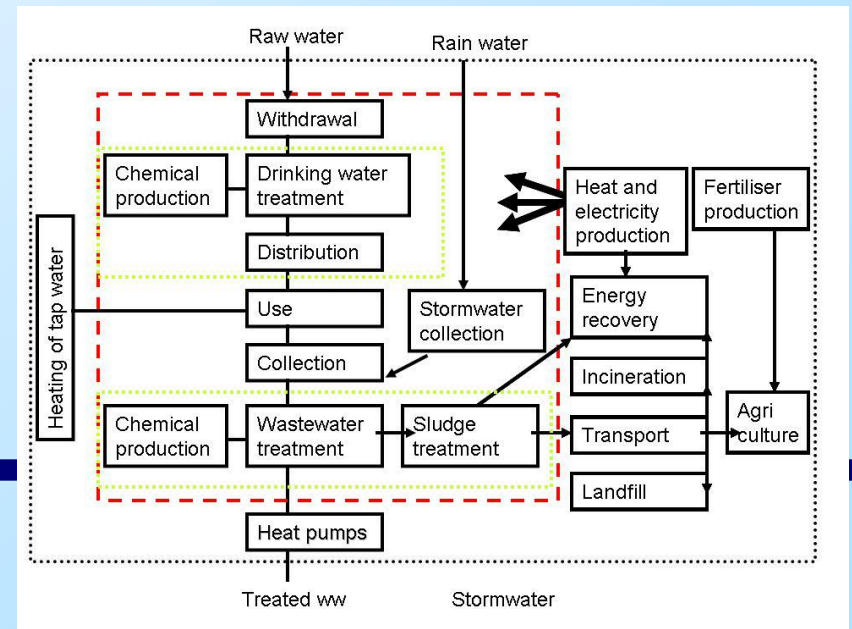 Raw water
Rain water
Withdrawal
Chemical
production
Drinking water
treatment
Heat and
electricity
production
Fertiliser
production
Distribution
Heating of tap water
Use
Stormwater
collection
Energy
recovery
Collection
Incineration
Chemical
production
Wastewater
treatment
Sludge
treatment
Transport
Agri
culture
Landfill
Heat pumps
Treated ww
Stormwater